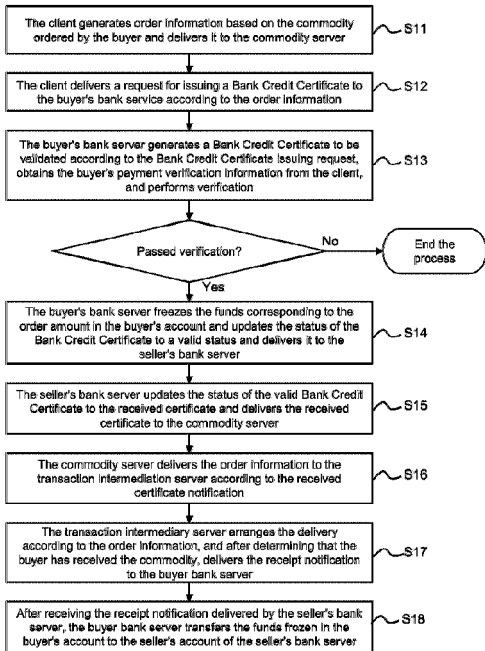 The client generates order information based on the commodity
ordered by the buyer and delivers it to the commodity server
S11
The client delivers a request for issuing a Bank Credit Certificate to
the buyer's bank service according to the order information
S12
The buyer's bank server generates a Bank Credit Certificate to be
validated according to the Bank Credit Certificate issuing request,
obtains the buyer's payment verification information from the client,
and performs verification
S13
Passed verification?
No
End the
process
Yes
The buyer's bank server freezes the funds corresponding to the
order amount in the buyer's account and updates the status of the
Bank Credit Certificate to a valid status and delivers it to the
seller's bank server
S14
The seller's bank server updates the status of the valid Bank Credit
Certificate to the received certificate and delivers the received
certificate to the commodity server
S15
The commodity server delivers the order information to the
transaction intermediation server according to the received
certificate notification
S16
The transaction intermediary server arranges the delivery
according to the order information, and after determining that the
buyer has received the commodity, delivers the receipt notification
to the buyer bank server
S17
After receiving the receipt notification delivered by the seller's bank
server, the buyer bank server transfers the funds frozen in the
buyer's account to the seller's account of the seller's bank server
S18